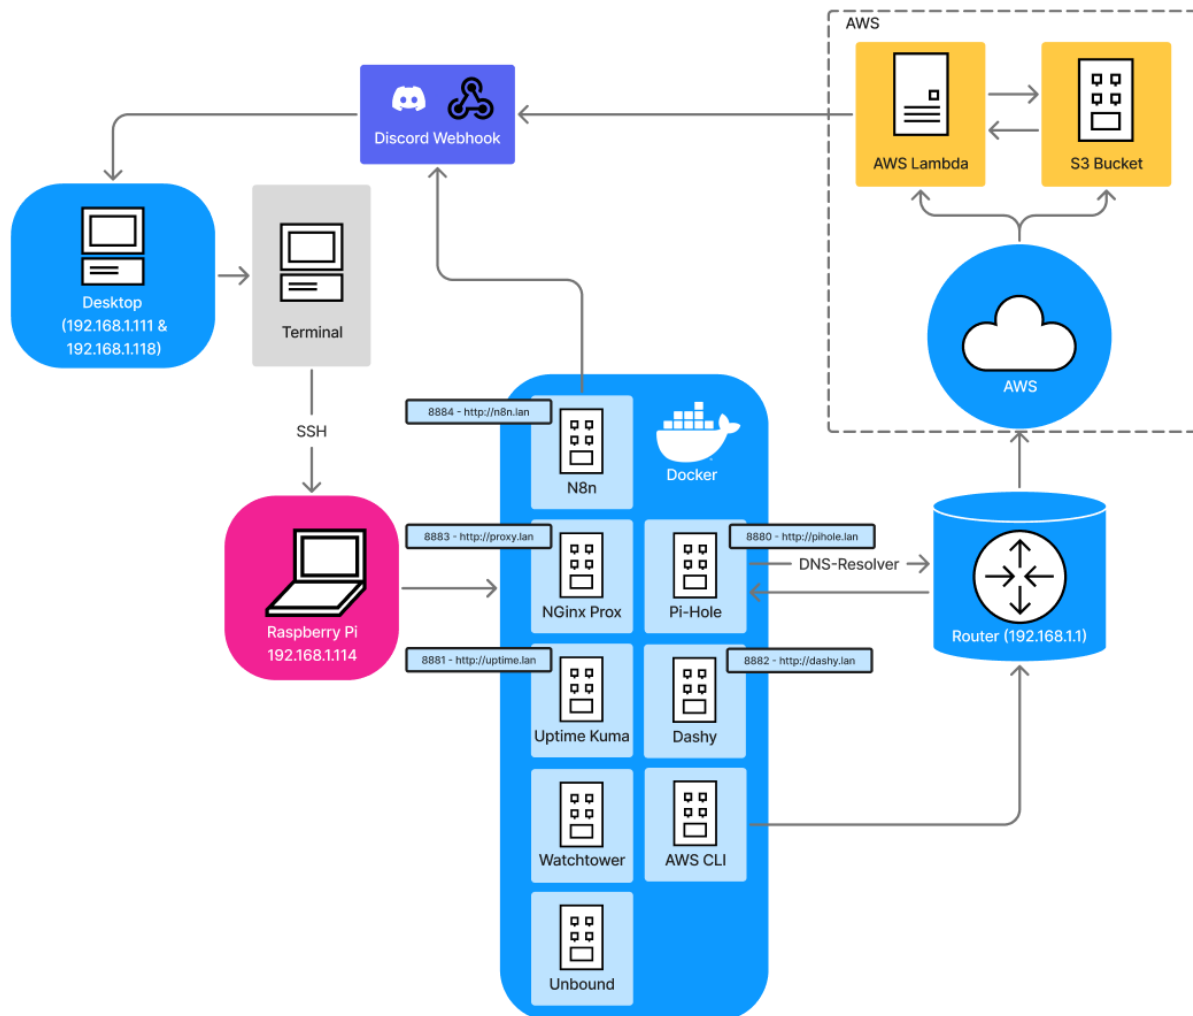 AWS
Discord Webhook
AWS Lambda
S3 Bucket
Desktop
(192.168.1.111 &
192.168.1.118)
Terminal
AWS
SSH
8884 - http://n8n.lan
N8n
Docker
8883 - http://proxy.lan
NGinx Prox
8880 - http://pihole.lan
Pi-Hole
DNS-Resolver
Router (192.168.1.1)
Raspberry Pi
192.168.1.114
8881 - http://uptime.lan
Uptime Kuma
8882 - http://dashy.lan
Dashy
Watchtower
AWS CLI
Unbound